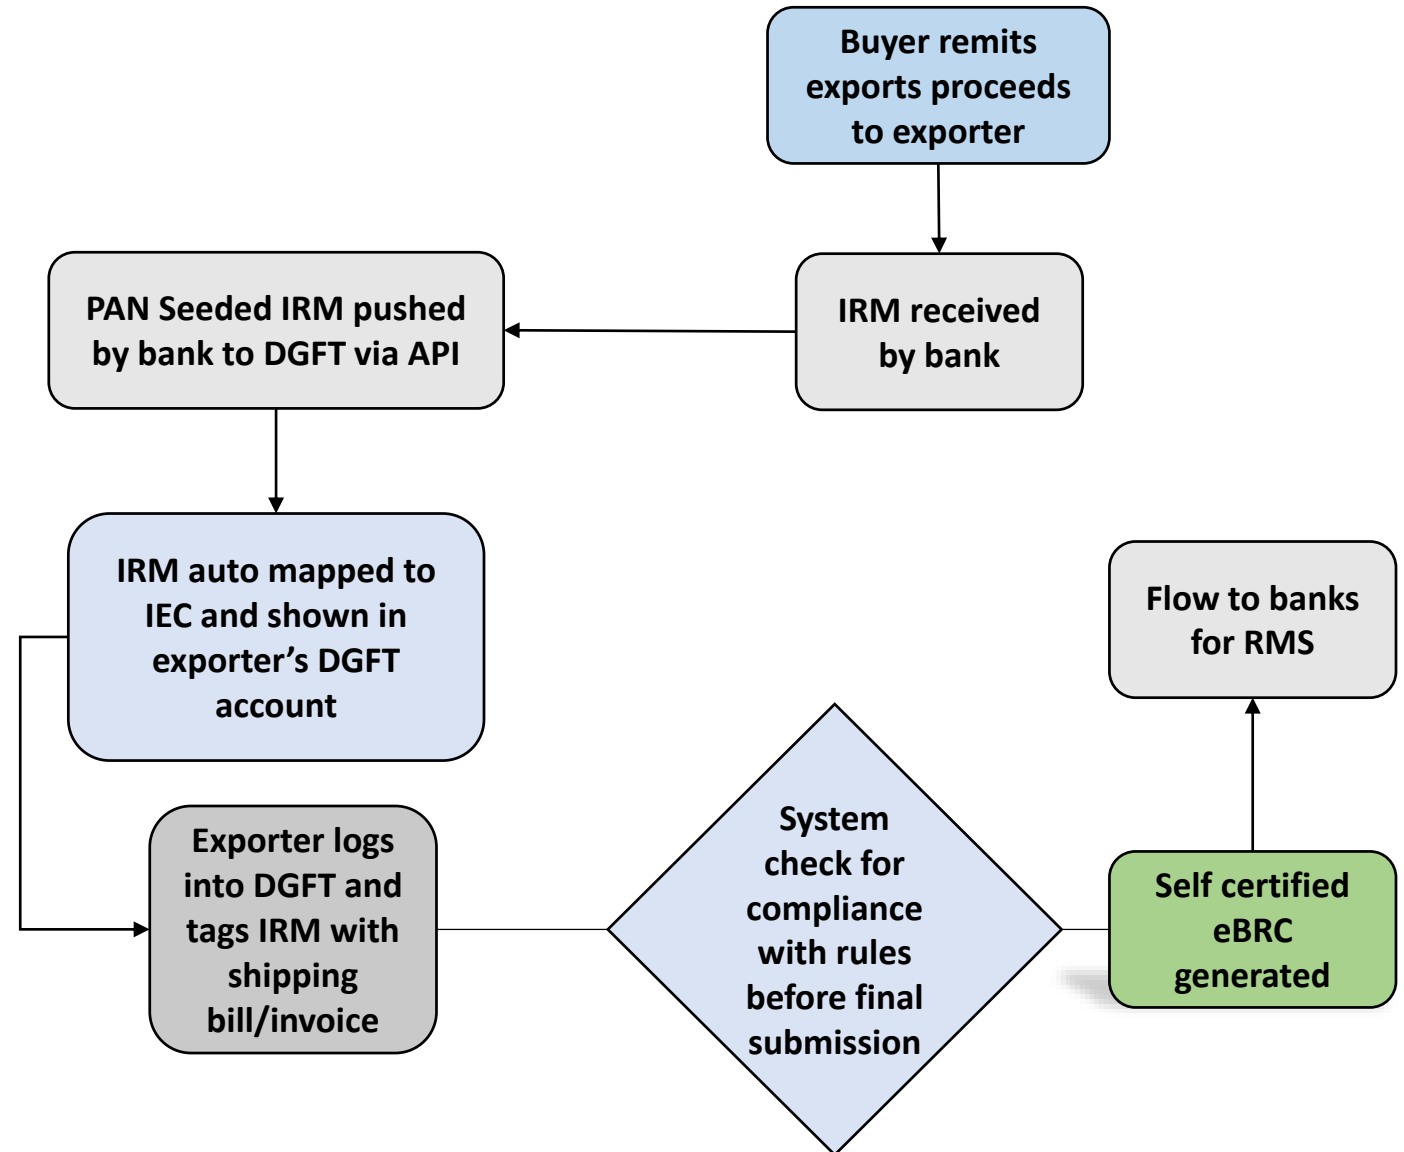 Buyer remits
exports proceeds
to exporter
IRM received
by bank
PAN Seeded IRM pushed
by bank to DGFT via API
IRM auto mapped to
IEC and shown in
exporter’s DGFT
account
Exporter logs
into DGFT and
tags IRM with
shipping
bill/invoice
System
check for
compliance
with rules
before final
submission
Self certified
eBRC
generated
Flow to banks
for RMS